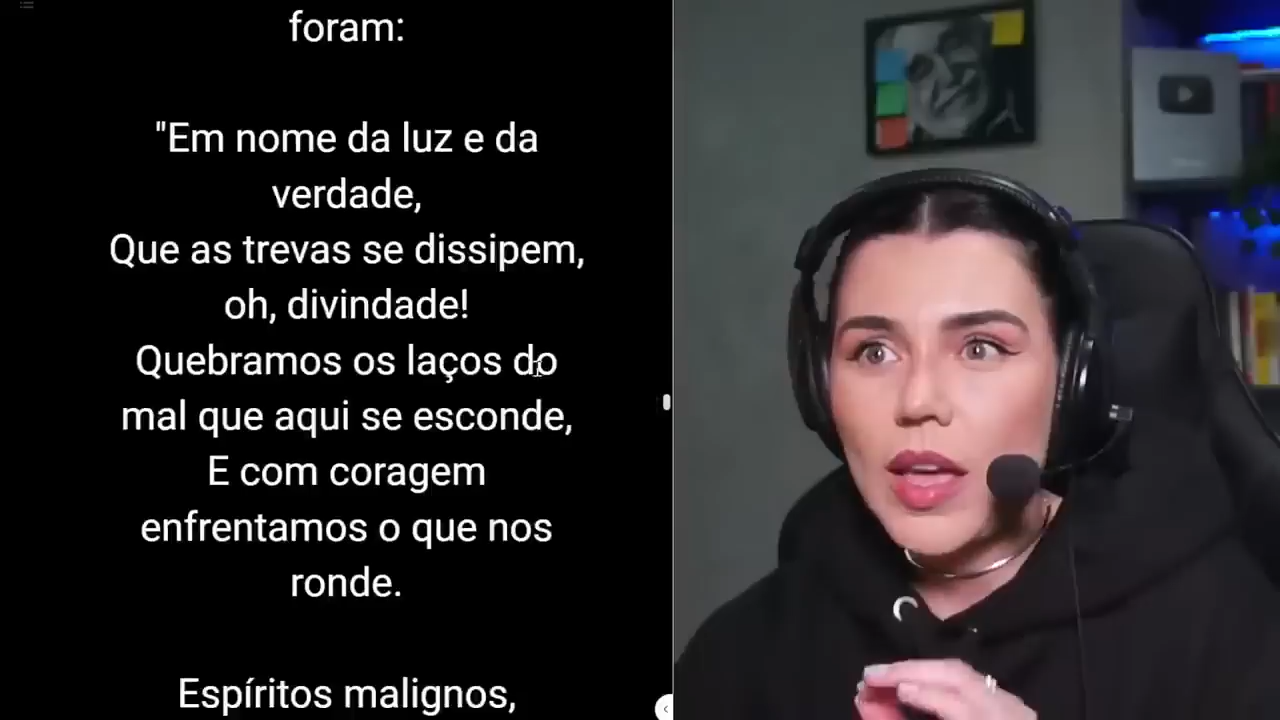 foram:
"Em nome da luz e da
verdade,
Que as trevas se dissipem,
oh, divindade!
Quebramos os laços do
mal que aqui se esconde,
E com coragem
enfrentamos o que nos
ronde.
Espíritos malignos,